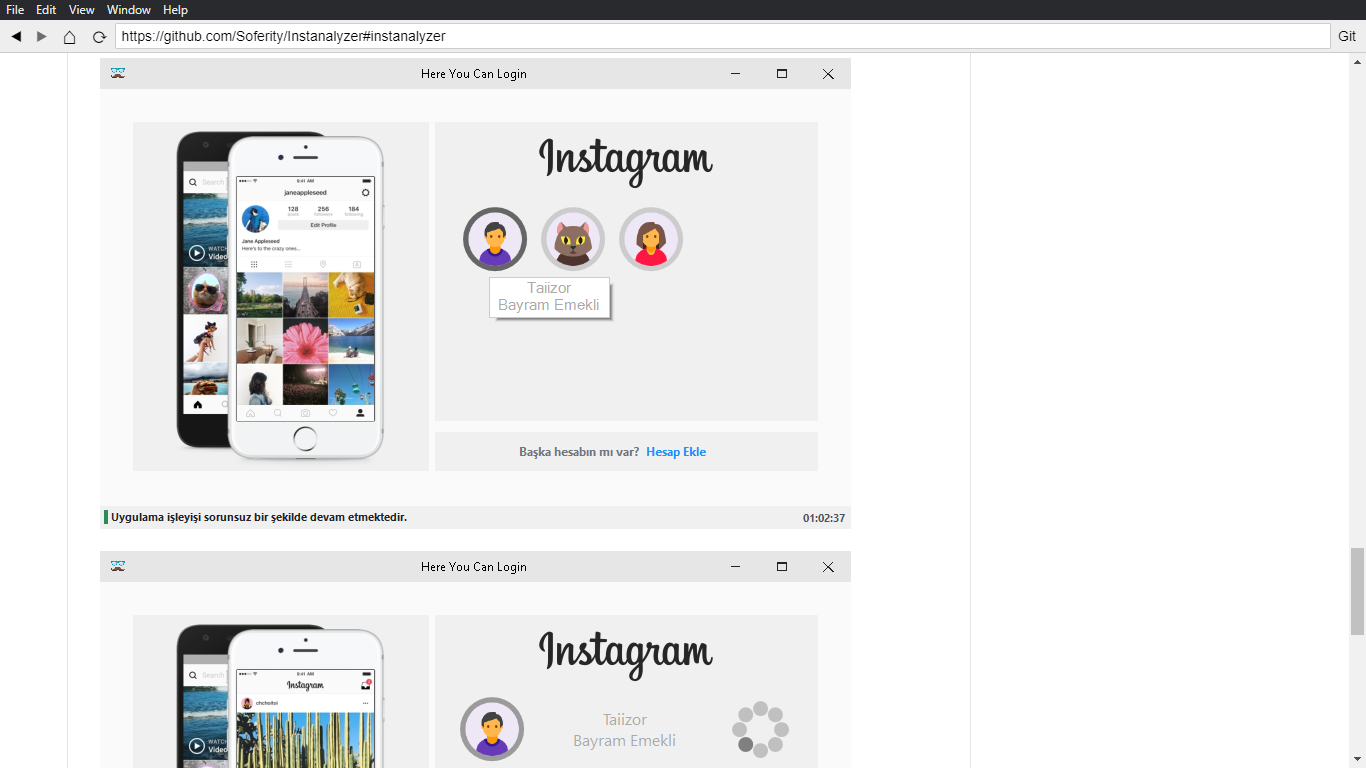 File Edit View Window Help
https://github.com/Soferity/Instanalyzer#instanalyzer
Git
Here You Can Login
Search
9:41 AM
janeappleseed
128 256 184
posts followers following
Edit Profile
Jane Appleseed
Here's to the crazy ones...
WATCH
Video
Instagram
Taiizor
Bayram Emekli
Başka hesabın mı var? Hesap Ekle
Uygulama işleyişi sorunsuz bir şekilde devam etmektedir.
01:02:37
Here You Can Login
Search
9:41 AM
Instagram
chchoitoi
Video
Instagram
Taiizor
Bayram Emekli